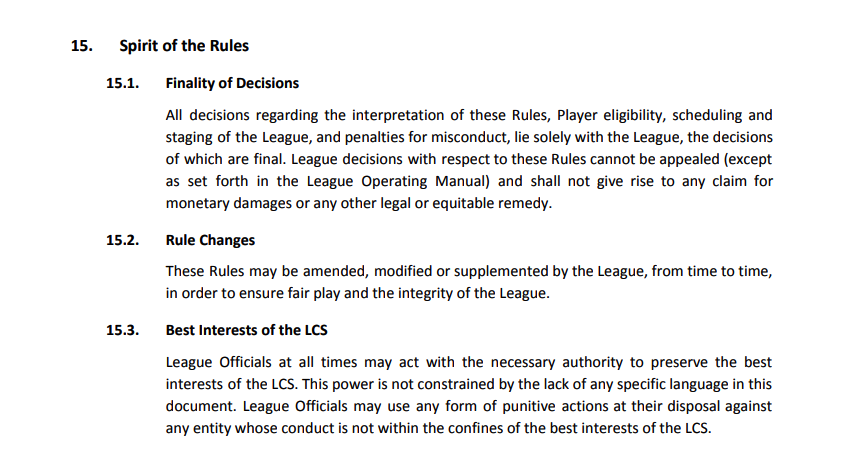 15. Spirit of the Rules
15.1. Finality of Decisions
All decisions regarding the interpretation of these Rules, Player eligibility, scheduling and
staging of the League, and penalties for misconduct, lie solely with the League, the decisions
of which are final. League decisions with respect to these Rules cannot be appealed (except
as set forth in the League Operating Manual) and shall not give rise to any claim for
monetary damages or any other legal or equitable remedy.
15.2. Rule Changes
These Rules may be amended, modified or supplemented by the League, from time to time,
in order to ensure fair play and the integrity of the League.
15.3. Best Interests of the LCS
League Officials at all times may act with the necessary authority to preserve the best
interests of the LCS. This power is not constrained by the lack of any specific language in this
document. League Officials may use any form of punitive actions at their disposal against
any entity whose conduct is not within the confines of the best interests of the LCS.